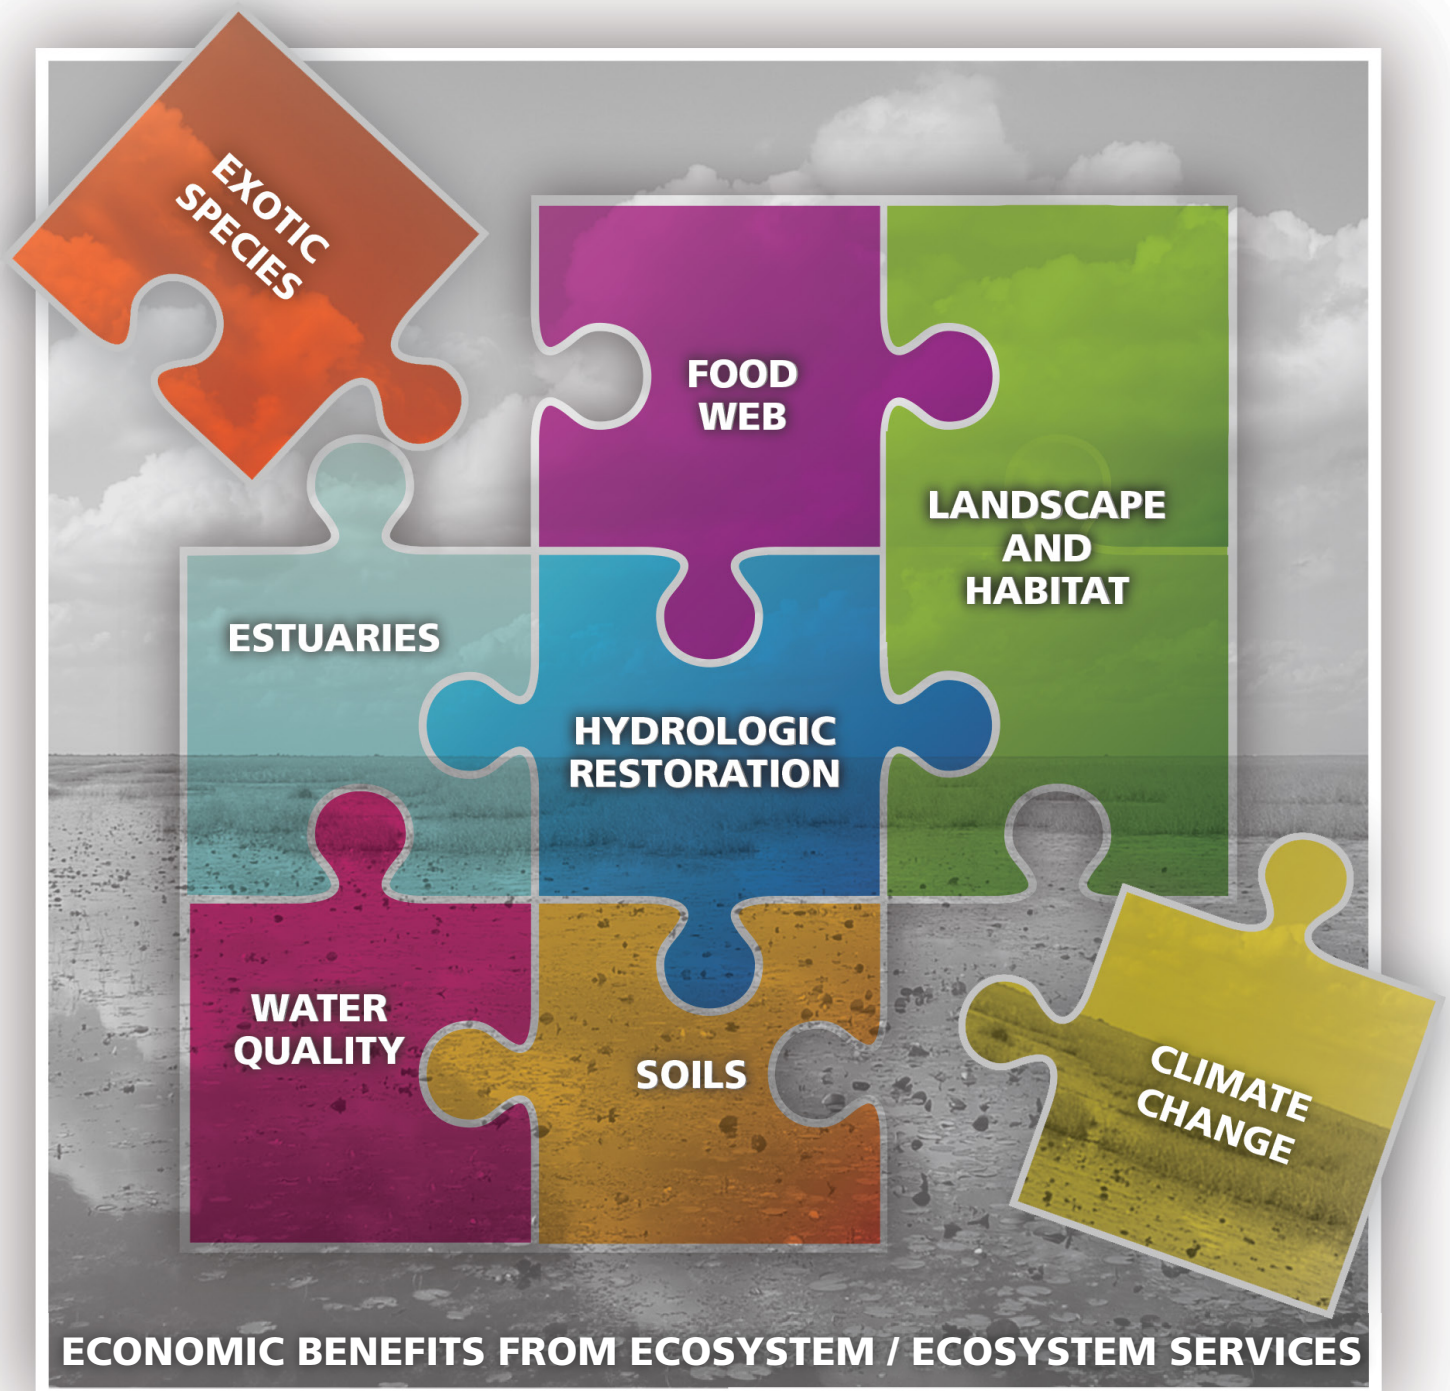 EXOTIC
SPECIES
FOOD
WEB
LANDSCAPE
AND
HABITAT
ESTUARIES
HYDROLOGIC
RESTORATION
WATER
QUALITY
SOILS
CLIMATE
CHANGE
ECONOMIC BENEFITS FROM ECOSYSTEM / ECOSYSTEM SERVICES